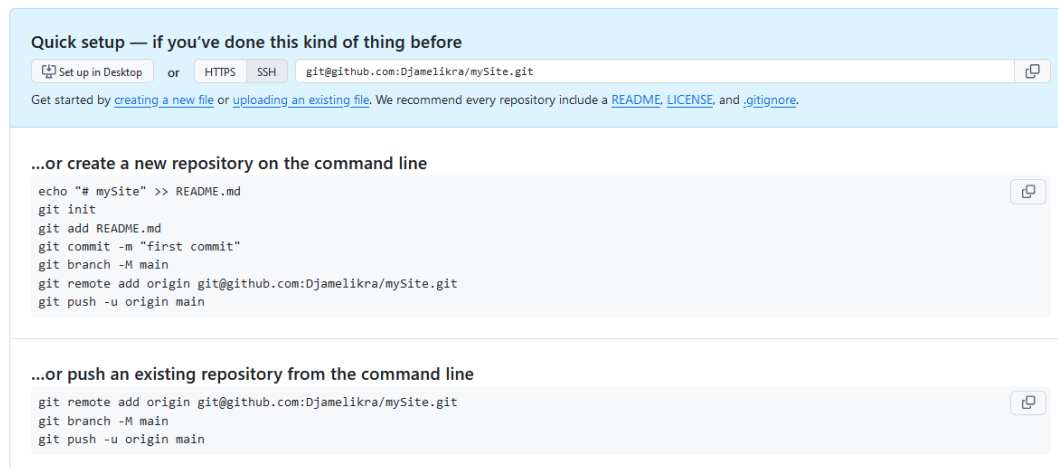 Quick setup — if you’ve done this kind of thing before
Set up in Desktop or HTTPS SSH git@github.com:Djamelikra/mySite.git
Get started by creating a new file or uploading an existing file. We recommend every repository include a README, LICENSE, and .gitignore.
…or create a new repository on the command line
echo "# mySite" >> README.md
git init
git add README.md
git commit -m "first commit"
git branch -M main
git remote add origin git@github.com:Djamelikra/mySite.git
git push -u origin main
…or push an existing repository from the command line
git remote add origin git@github.com:Djamelikra/mySite.git
git branch -M main
git push -u origin main